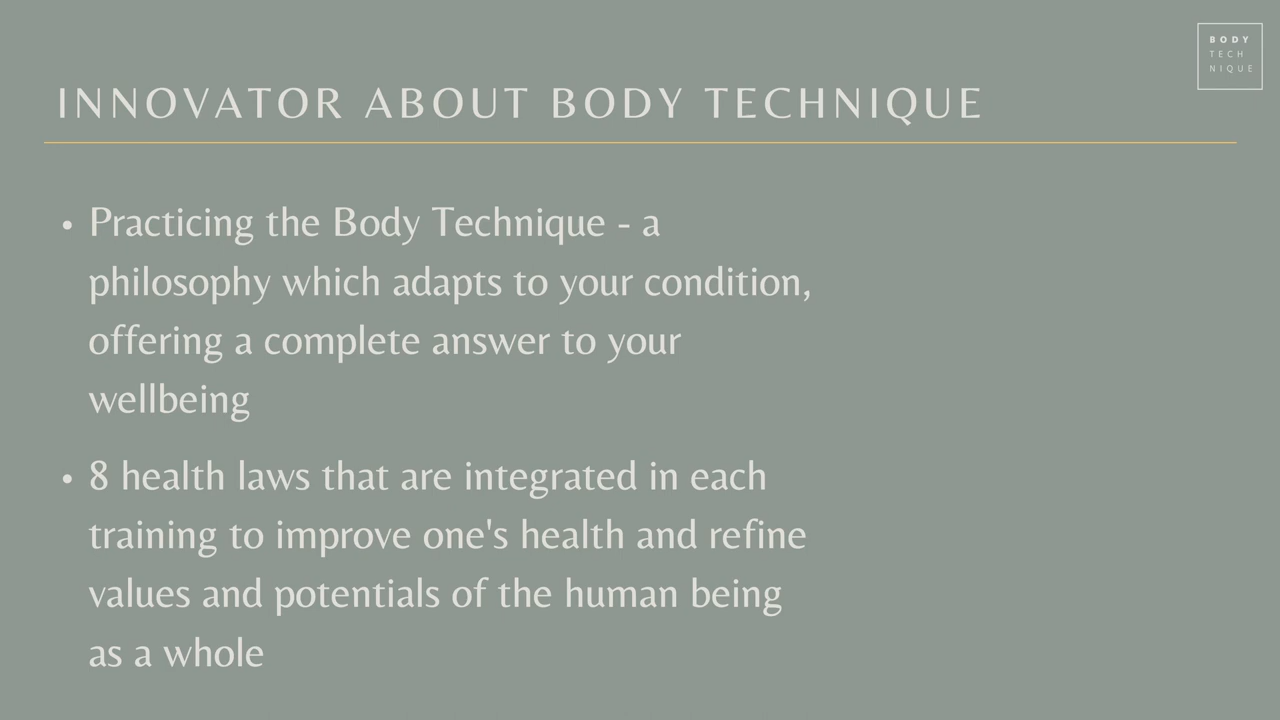 BODY
TECH
NIQUE
INNOVATOR ABOUT BODY TECHNIQUE
• Practicing the Body Technique - a
philosophy which adapts to your condition,
offering a complete answer to your
wellbeing
• 8 health laws that are integrated in each
training to improve one's health and refine
values and potentials of the human being
as a whole